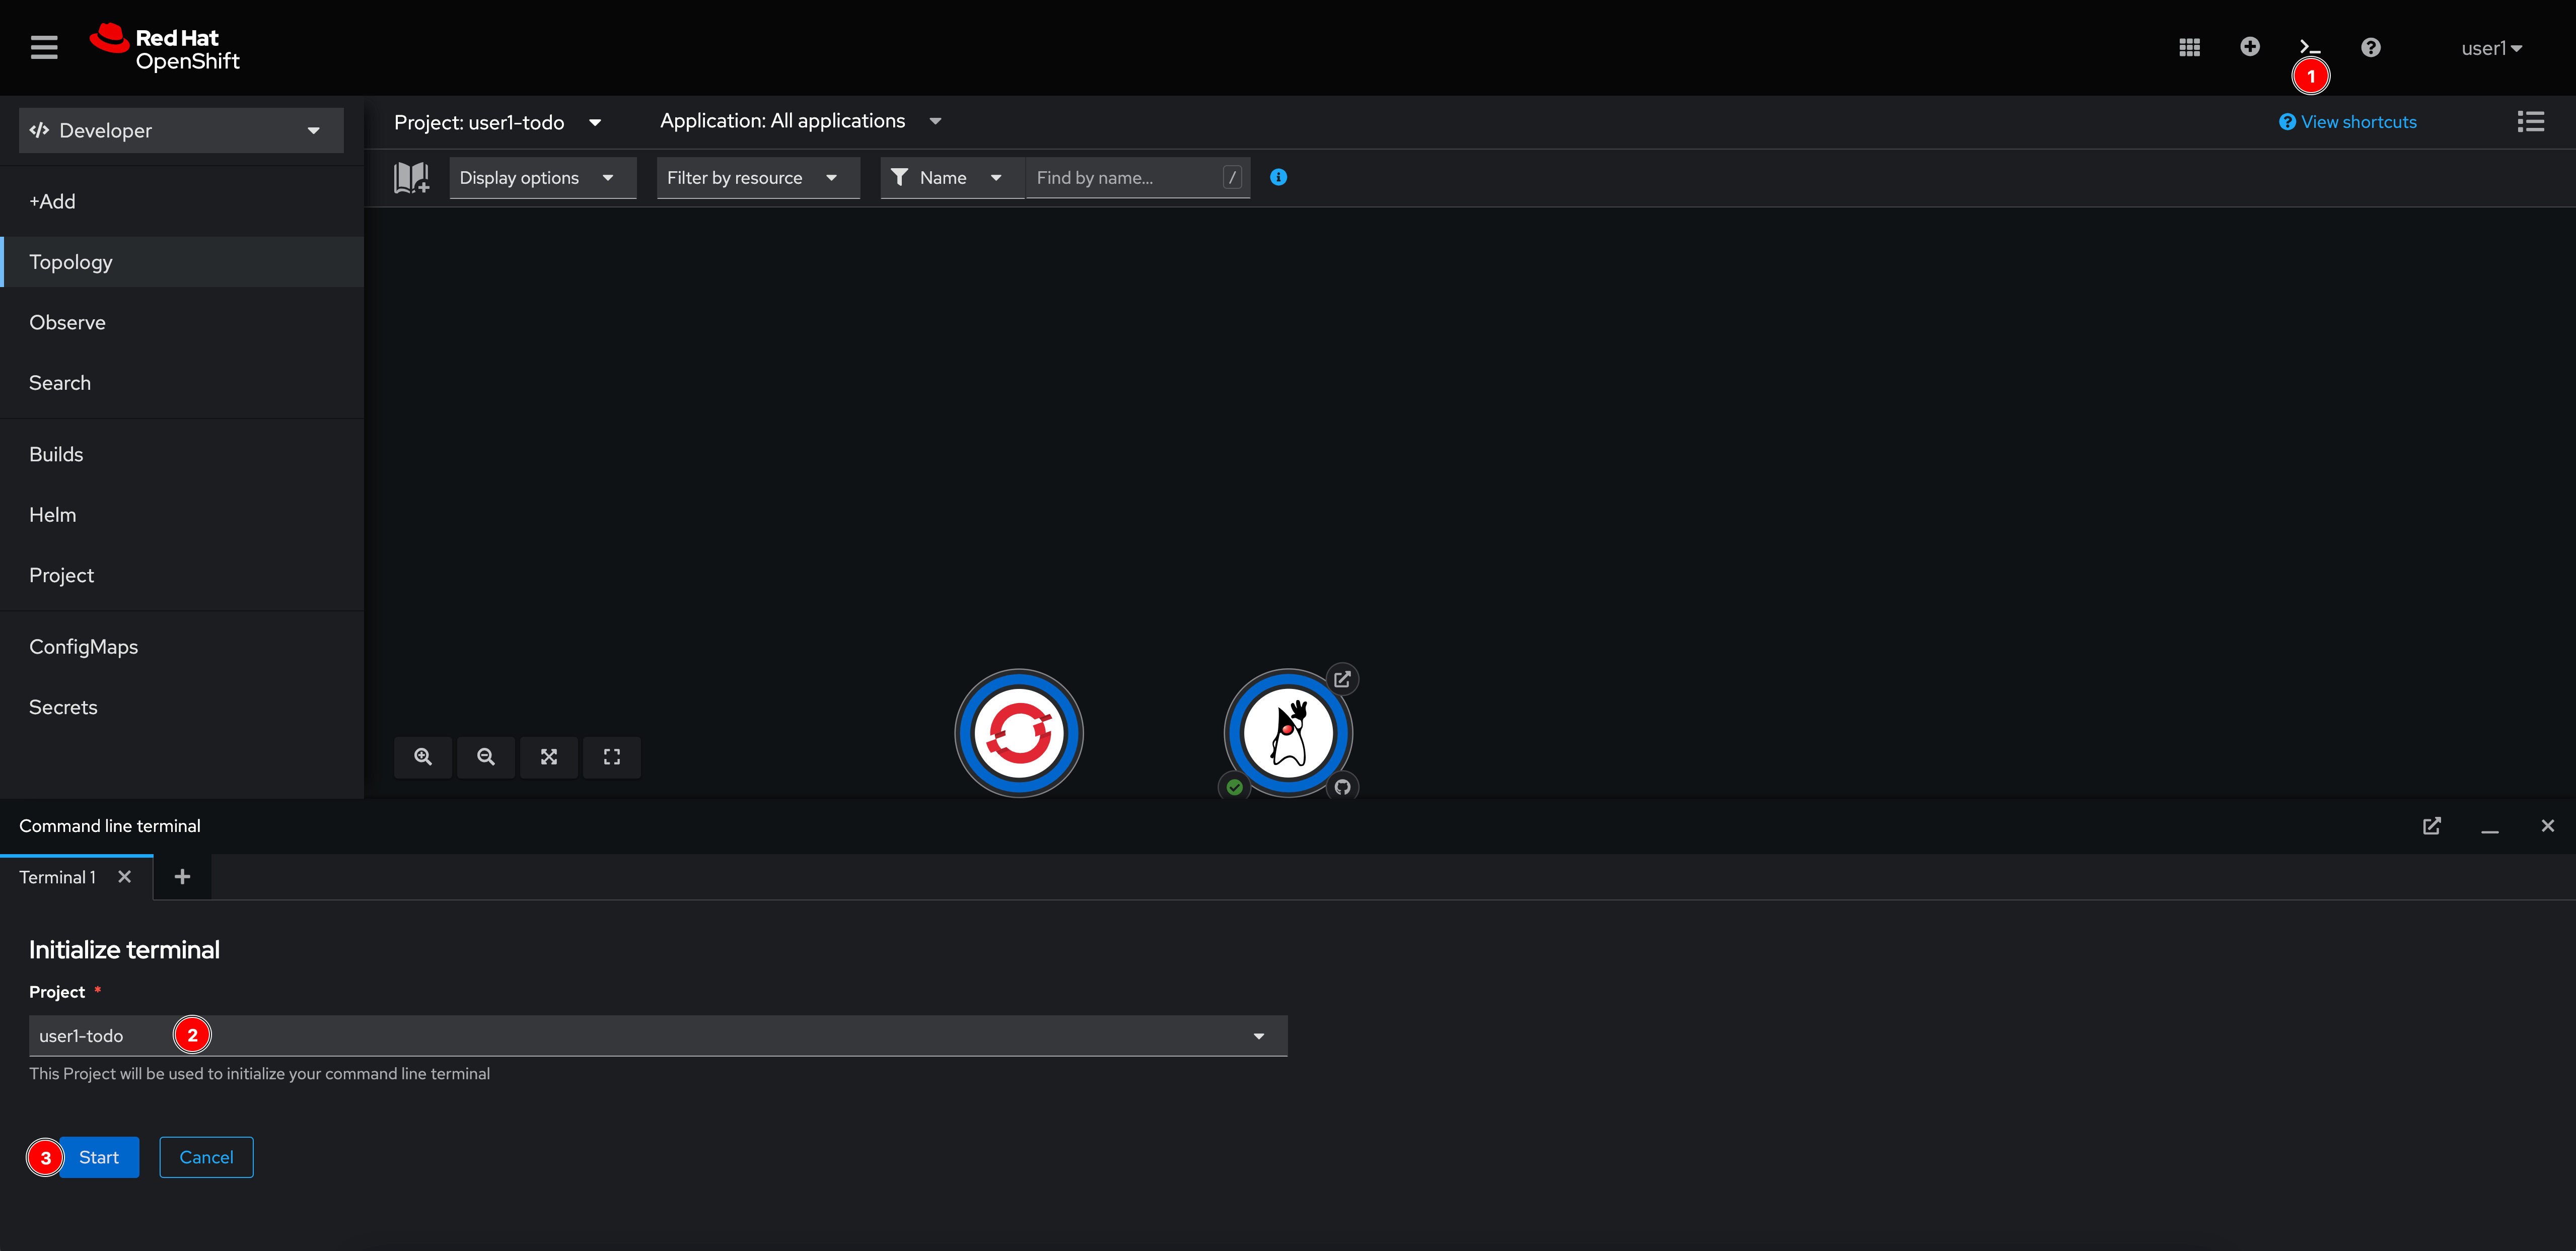 Red Hat
OpenShift
user1
1
Developer
Project: user1-todo
Application: All applications
View shortcuts
Display options
Filter by resource
Name
Find by name...
/
+Add
Topology
Observe
Search
Builds
Helm
Project
ConfigMaps
Secrets
Command line terminal
Terminal 1
Initialize terminal
Project *
user1-todo
2
This Project will be used to initialize your command line terminal
3
Start
Cancel